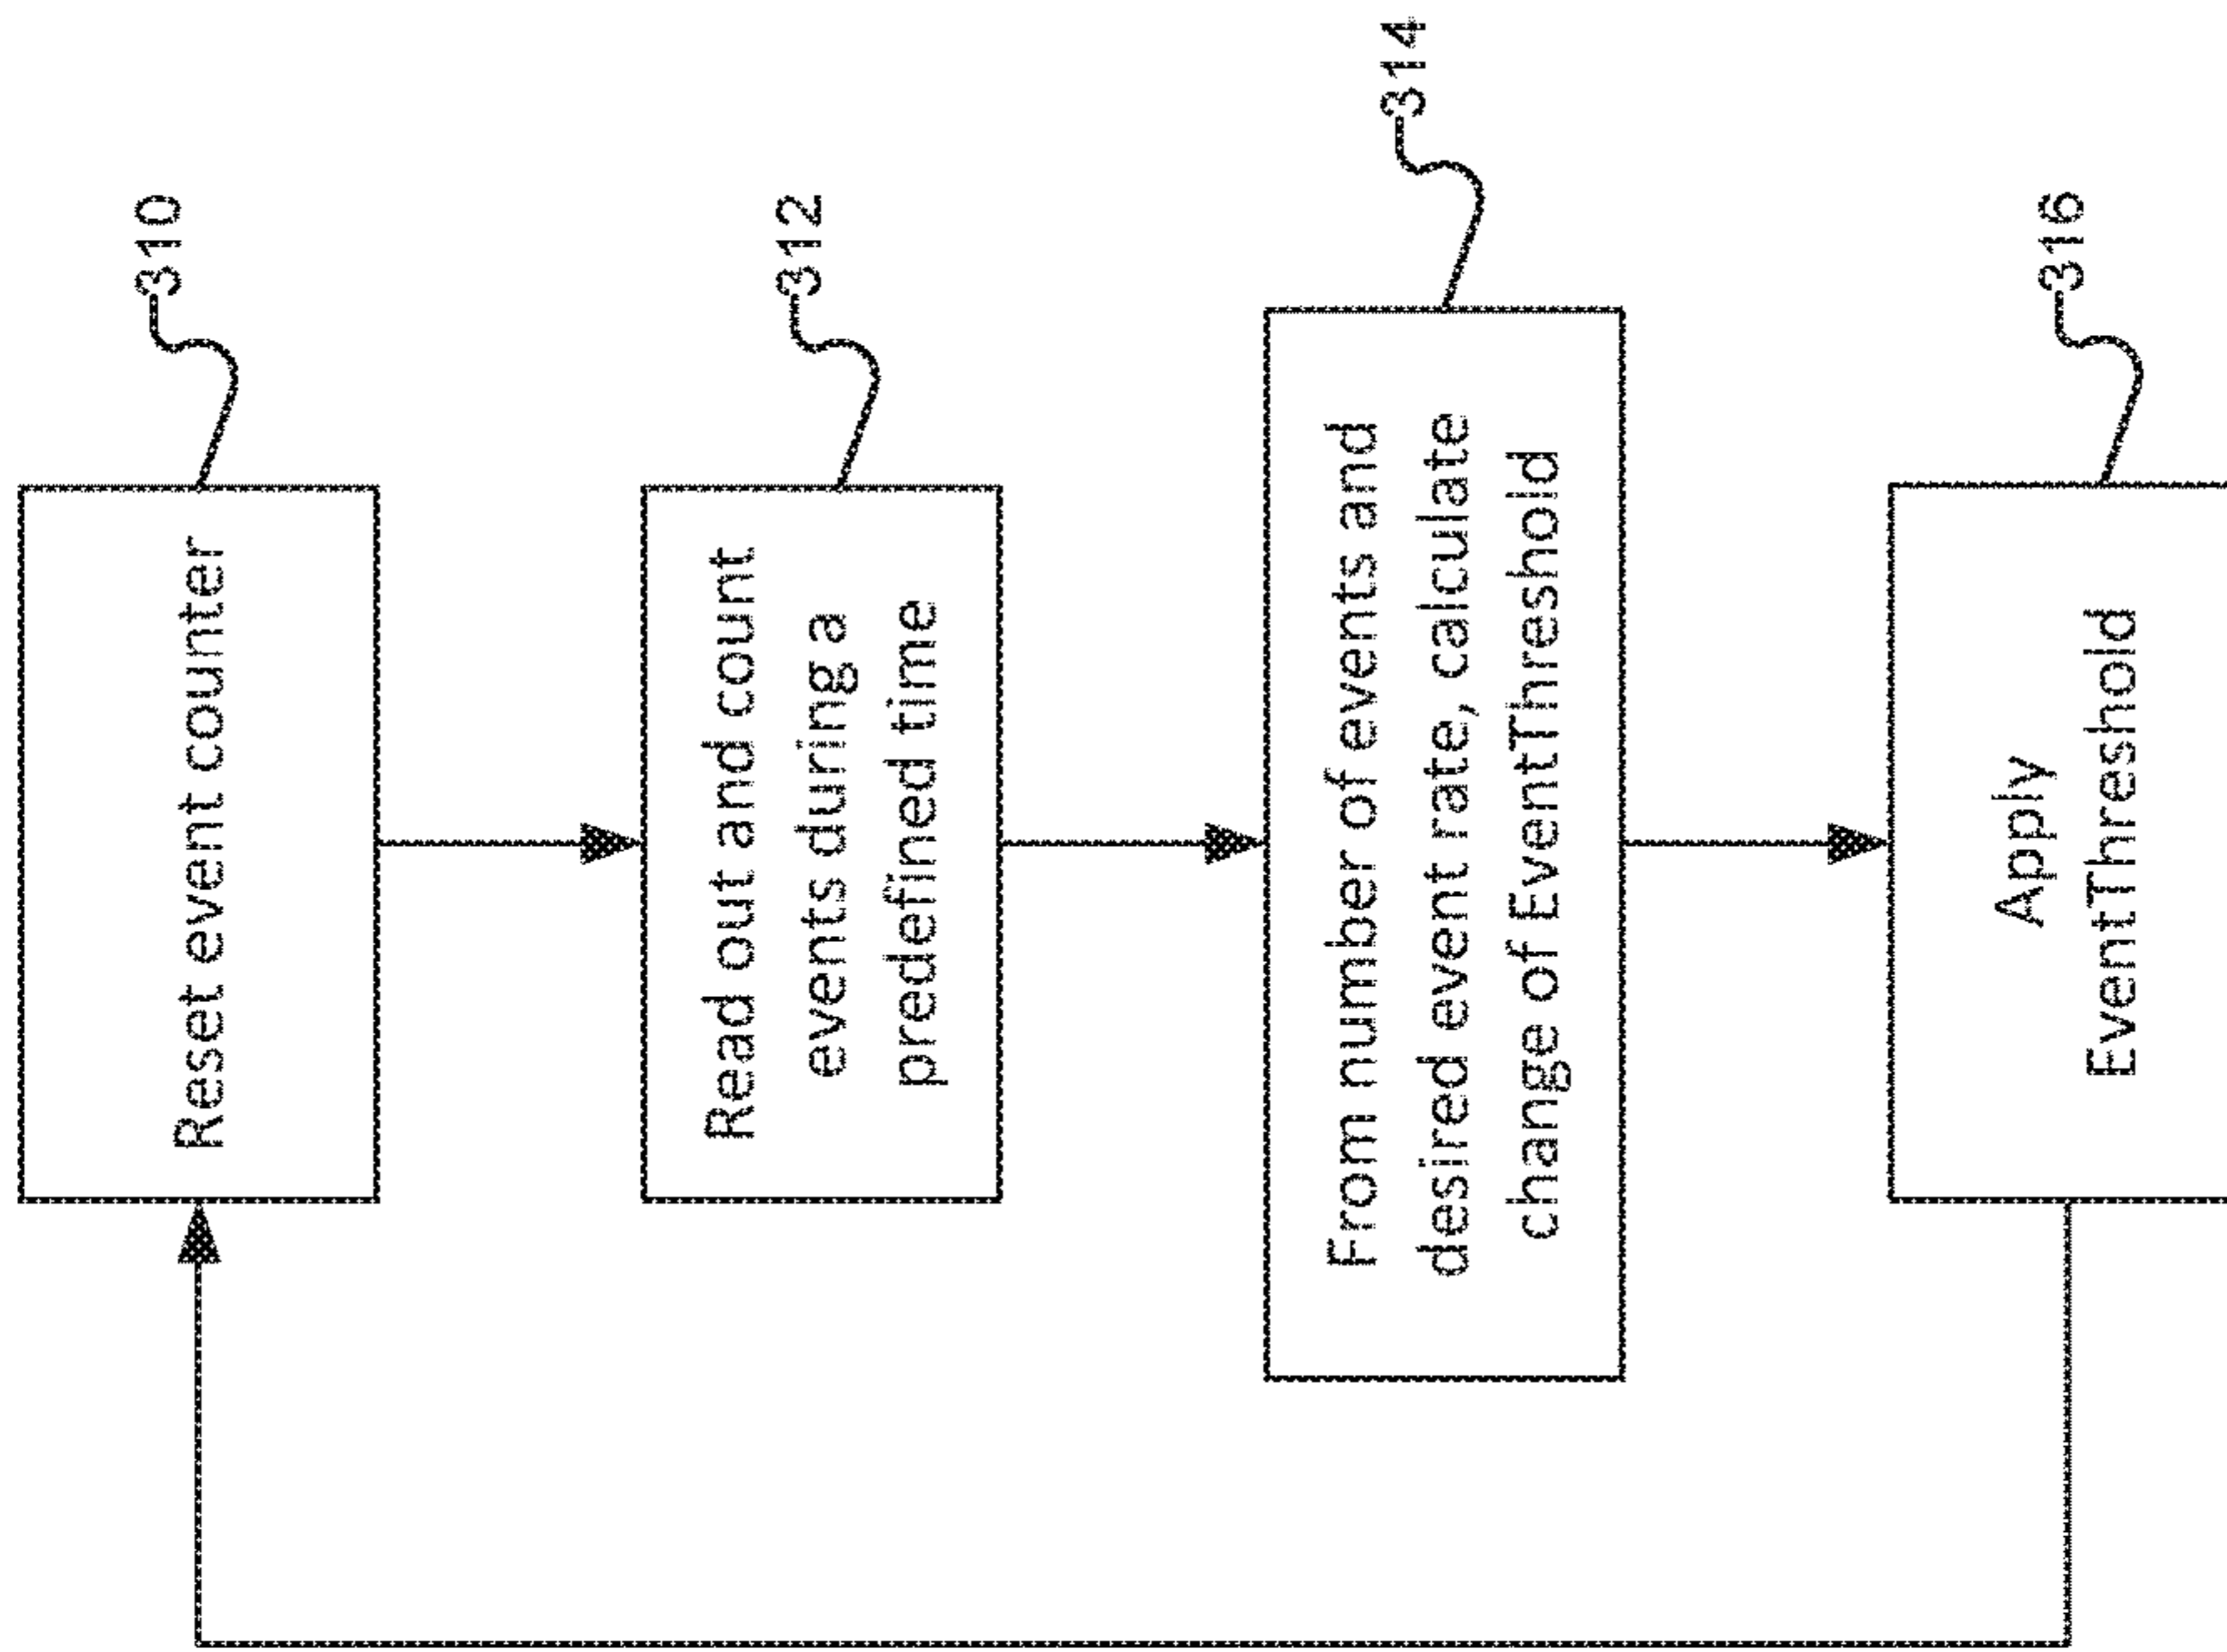 310
Reset event counter
312
Read out and count
events during a
predefined time
314
From number of events and
desired event rate, calculate
change of EventThreshold
316
Apply
EventThreshold